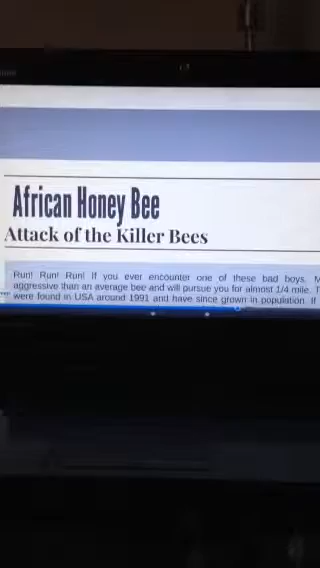 African Honey Bee
Attack of the Killer Bees
Run! Run! Run! If you ever encounter one of these bad boys.
aggressive than an average bee and will pursue you for almost 1/4 mile.
were found in USA around 1991 and have since grown in population. If